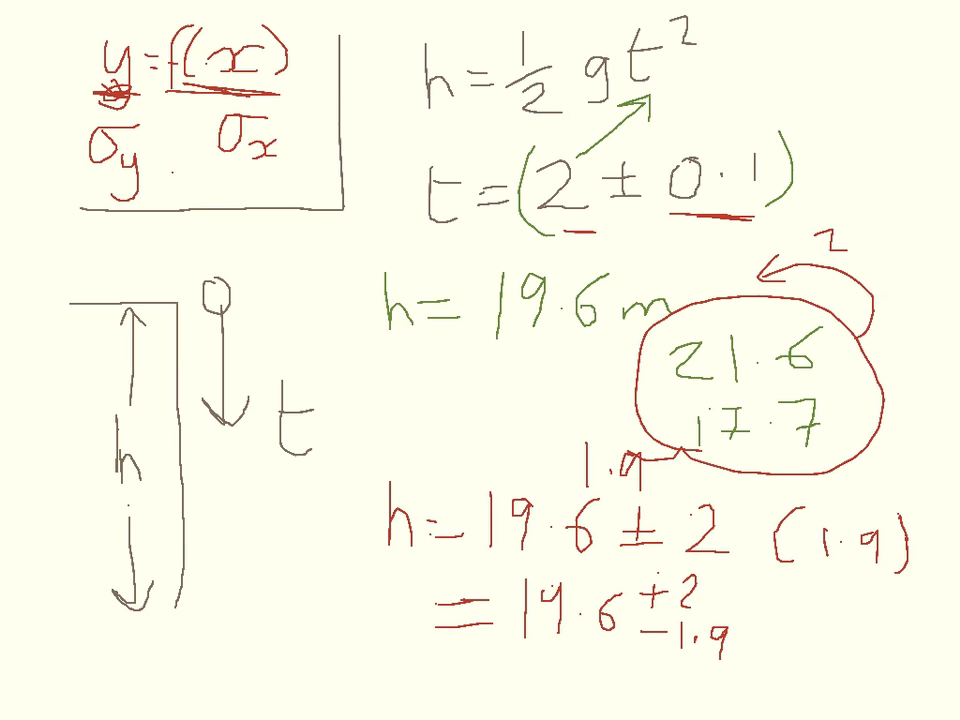 y = f(x)
σy σx
h = 1/2 g t²
t = (2 ± 0.1)
h = 19.6 m
2
21.6
17.7
1.9
h = 19.6 ± 2 (1.9)
= 19.6 +2 -1.9
h
t